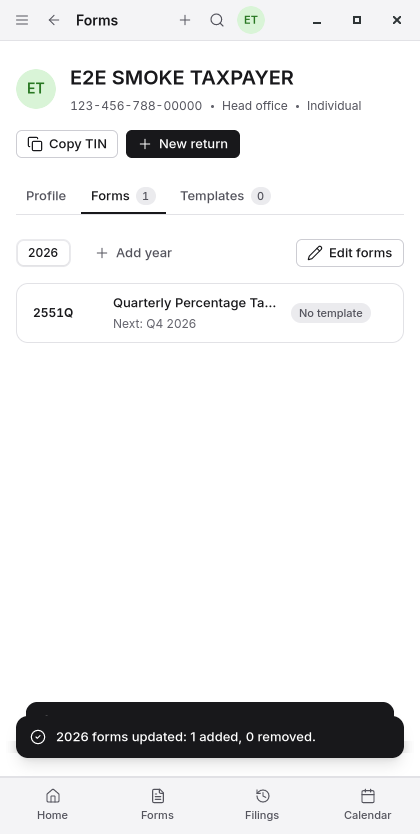 Forms
ET
ET
E2E SMOKE TAXPAYER
123-456-788-00000 • Head office • Individual
Copy TIN
New return
Profile
Forms 1
Templates 0
2026
Add year
Edit forms
2551Q
Quarterly Percentage Ta...
Next: Q4 2026
No template
2026 forms updated: 1 added, 0 removed.
Home
Forms
Filings
Calendar